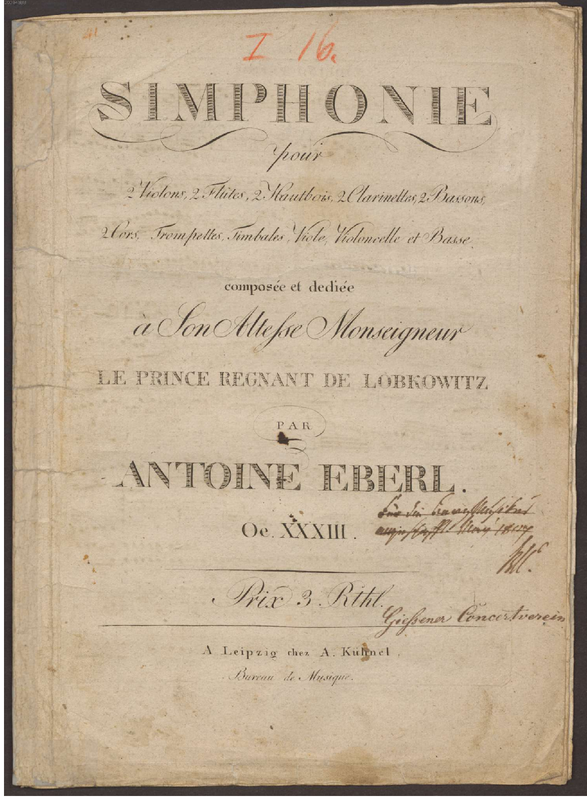 I 16.
SIMPHONIE
pour
2 Violons, 2 Flûtes, 2 Hautbois, 2 Clarinettes, 2 Bassons,
2 Cors, Trompettes, Timbales, Viole, Violoncelle et Basse.
composée et dediée
à Son Altesse Monseigneur
LE PRINCE REGNANT DE LOBKOWITZ
PAR
ANTOINE EBERL.
Oe. XXXIII.
Prix 3 Rthl.
Gießener Concertverein
A Leipzig chez A. Kühnel.
Bureau de Musique.